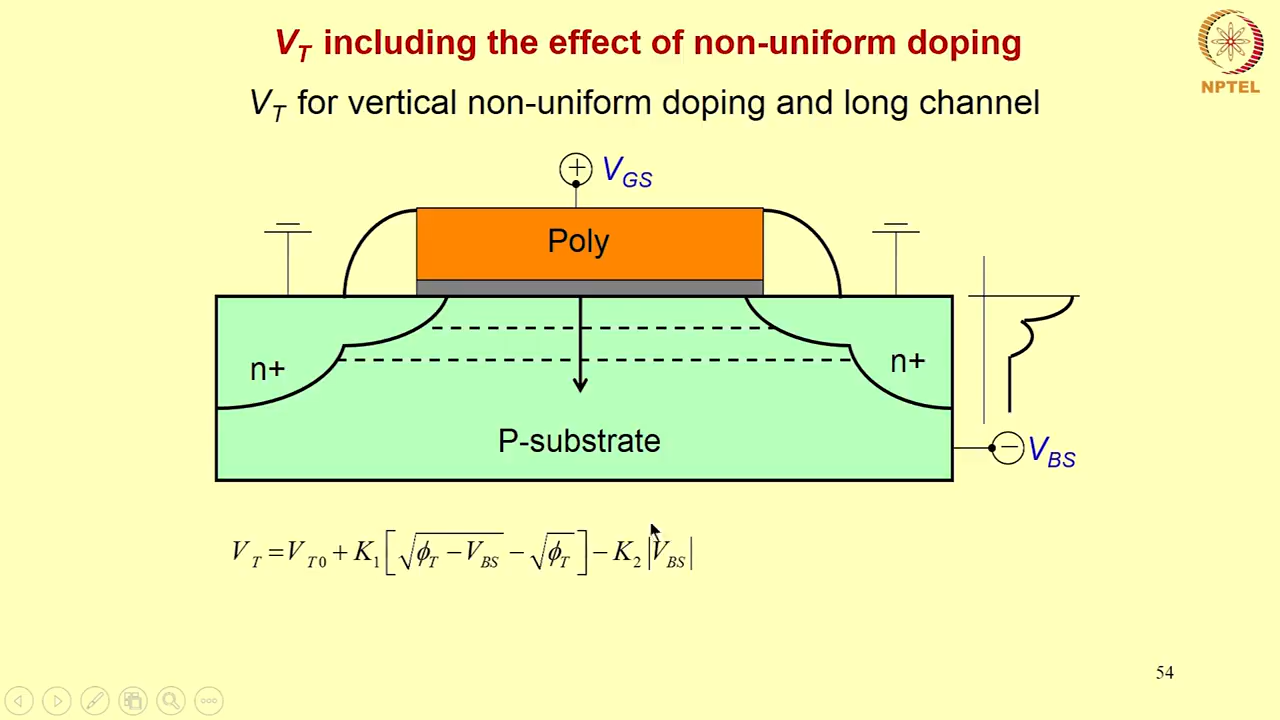 V_T including the effect of non-uniform doping
NPTEL
V_T for vertical non-uniform doping and long channel
+ V_GS
Poly
n+
n+
P-substrate
− V_BS
V_T = V_T0 + K_1 [√(ϕ_T − V_BS) − √ϕ_T] − K_2 |V_BS|
54